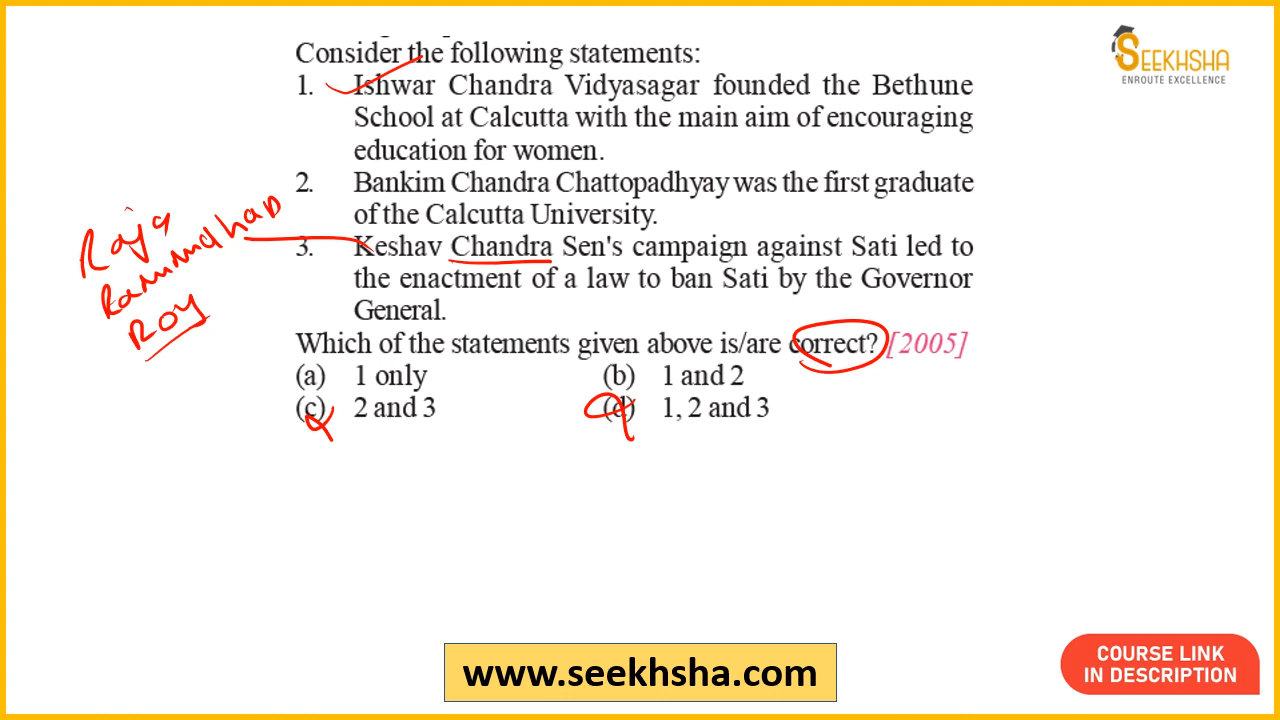 SEEKHSHA
ENROUTE EXCELLENCE
Consider the following statements:
1. Ishwar Chandra Vidyasagar founded the Bethune
School at Calcutta with the main aim of encouraging
education for women.
2. Bankim Chandra Chattopadhyay was the first graduate
of the Calcutta University.
3. Keshav Chandra Sen's campaign against Sati led to
the enactment of a law to ban Sati by the Governor
General.
Raja
Rammohan
Roy
Which of the statements given above is/are correct? [2005]
(a) 1 only (b) 1 and 2
(c) 2 and 3 (d) 1, 2 and 3
www.seekhsha.com
COURSE LINK
IN DESCRIPTION